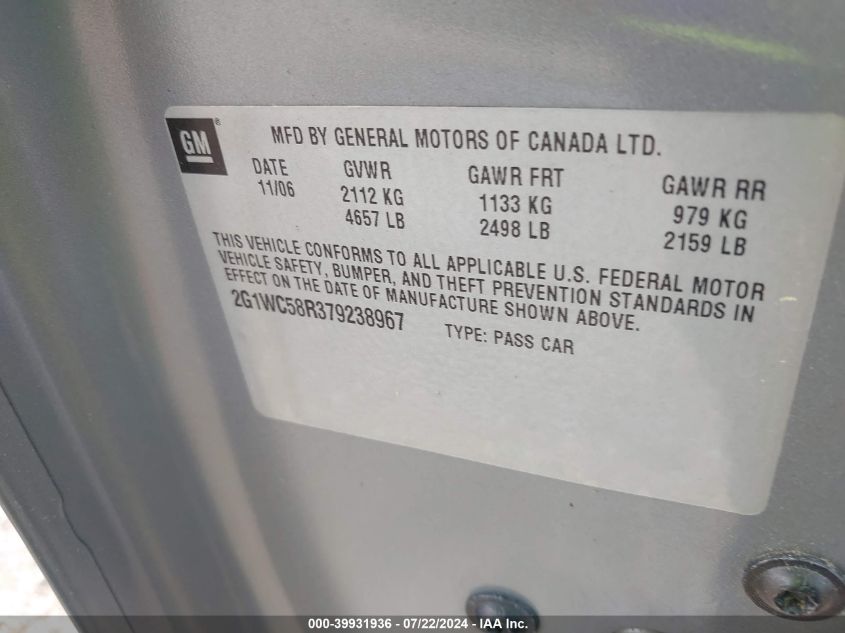 GM ®
MFD BY GENERAL MOTORS OF CANADA LTD.
DATE GVWR GAWR FRT GAWR RR
11/06 2112 KG 1133 KG 979 KG
4657 LB 2498 LB 2159 LB
THIS VEHICLE CONFORMS TO ALL APPLICABLE U.S. FEDERAL MOTOR
VEHICLE SAFETY, BUMPER, AND THEFT PREVENTION STANDARDS IN
EFFECT ON THE DATE OF MANUFACTURE SHOWN ABOVE.
2G1WC58R379238967 TYPE: PASS CAR
000-39931936 - 07/22/2024 - IAA Inc.